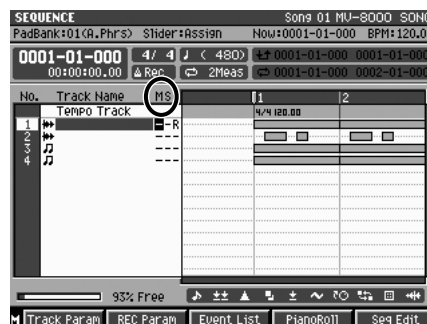 SEQUENCE Song 01 MV-8000 SON
PadBank:01(A.Phrs) Slider:Assign Now:0001-01-000 BPM:120.0
0001-01-000 4/ 4 ♩ ( 480) 0001-01-000 0001-01-000
00:00:00.00 Rec 2Meas 0001-01-000 0002-01-000
No. Track Name MS 1 2
Tempo Track 4/4 120.00
1 --R
2 ---
3 ---
4 ---
93% Free
M Track Param REC Param Event List PianoRoll Seq Edit